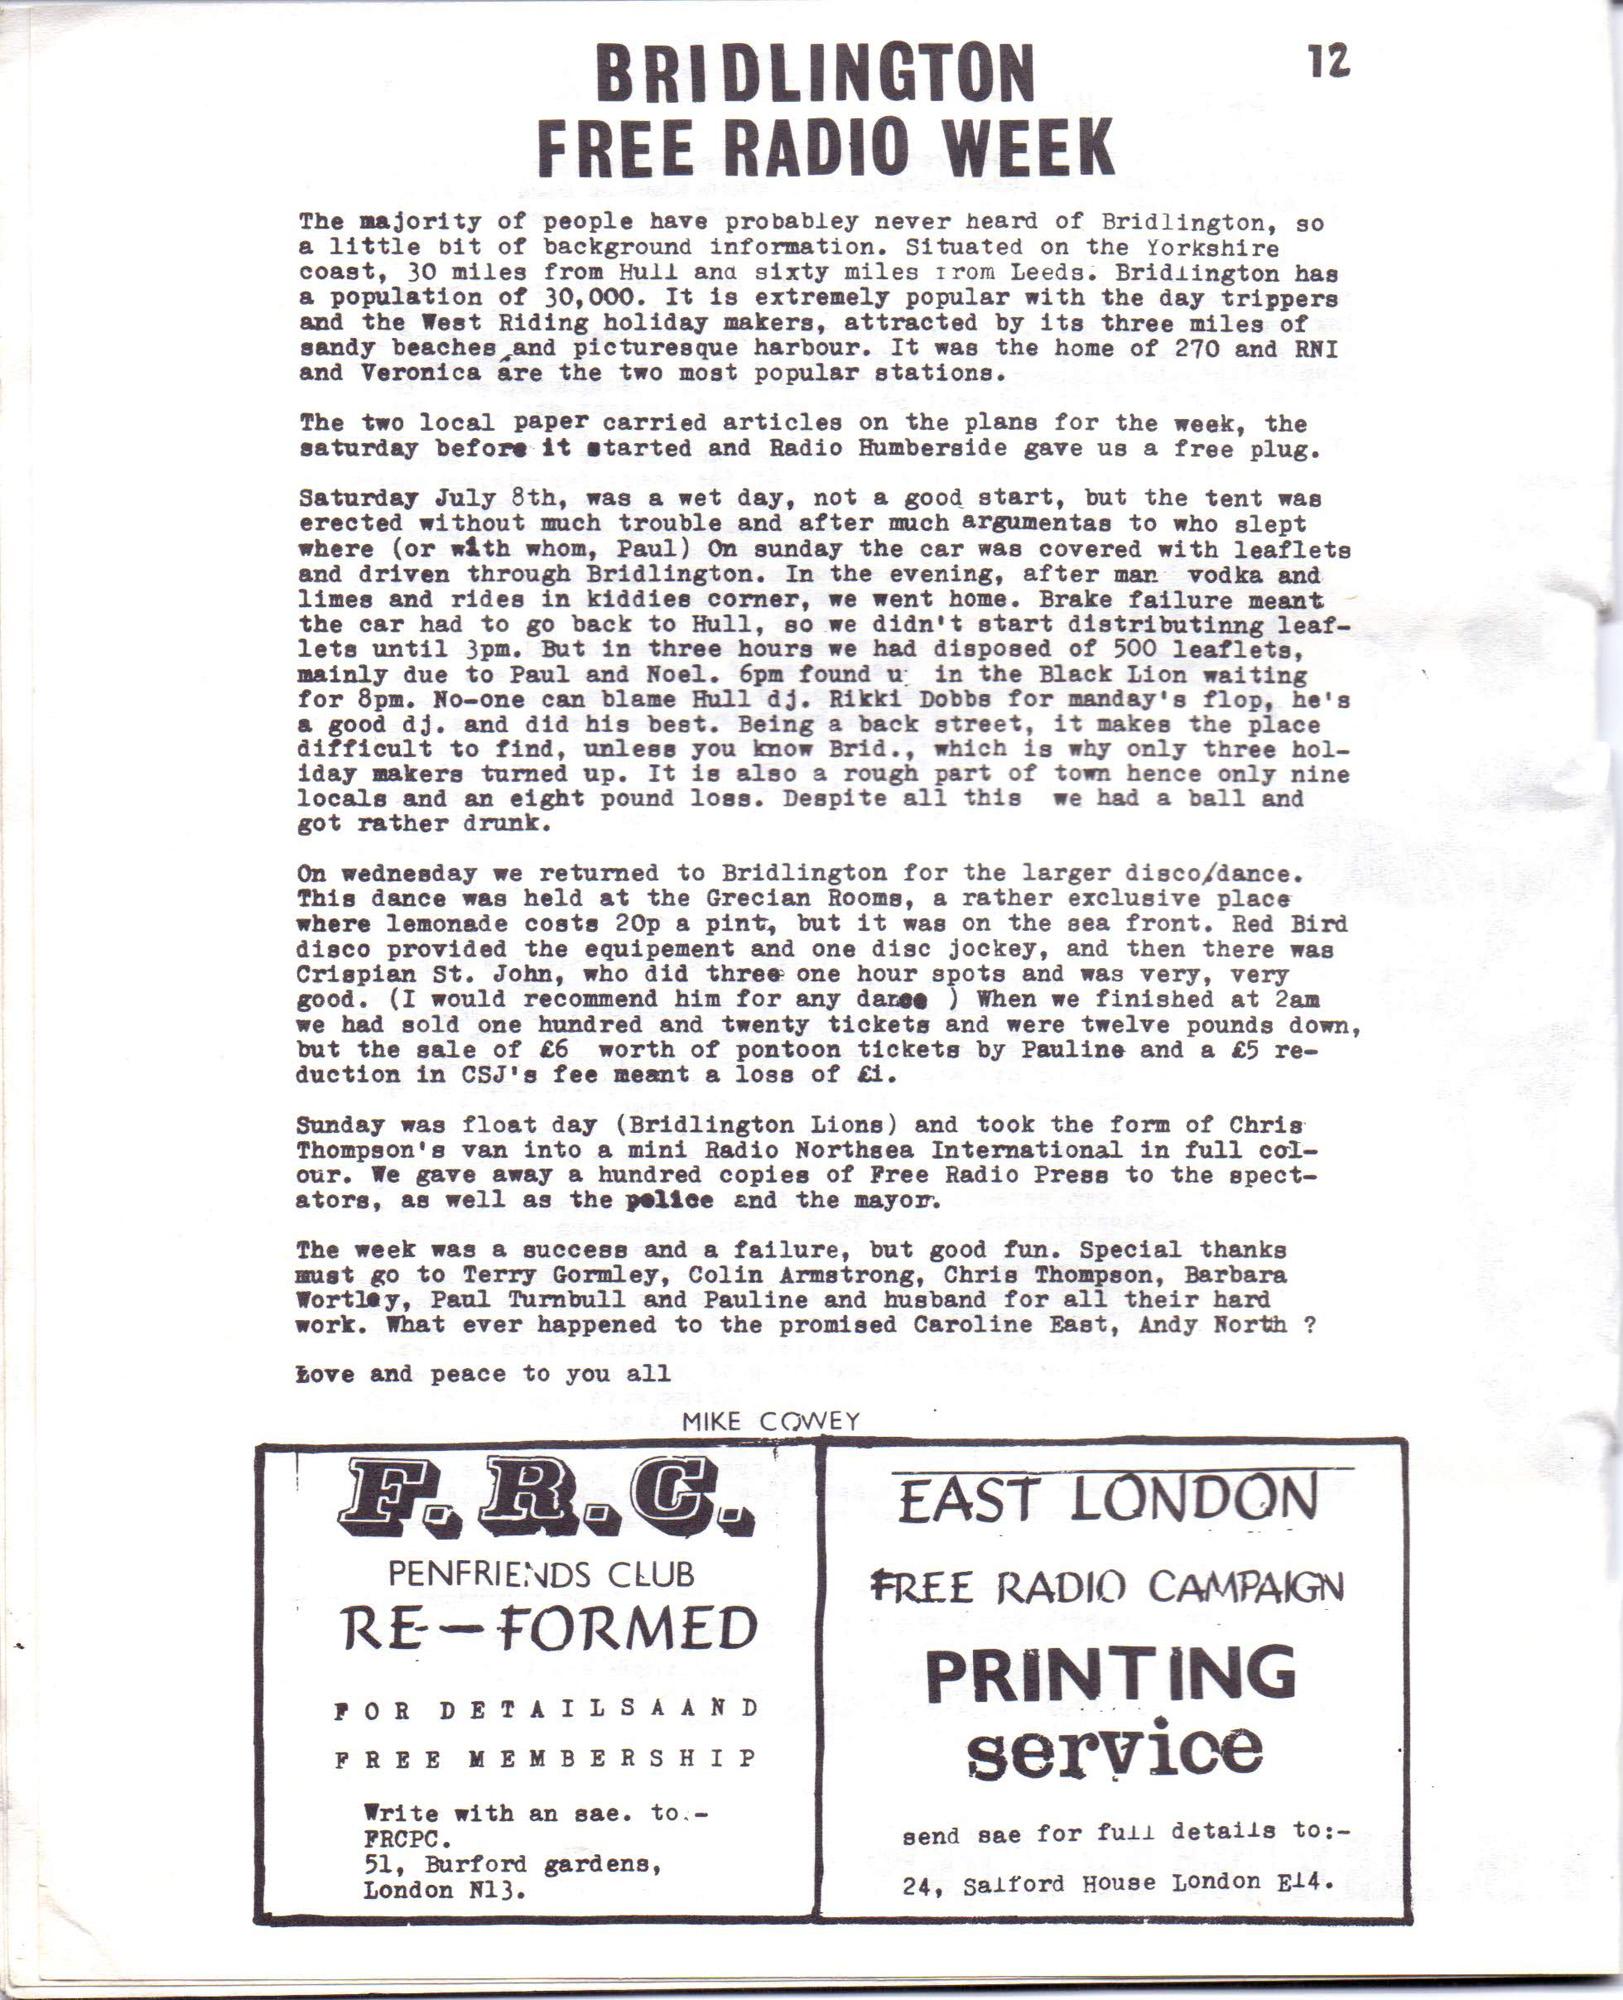 BRIDLINGTON
12
FREE RADIO WEEK
The majority of people have probabley never heard of Bridlington, so
a little bit of background information. Situated on the Yorkshire
coast, 30 miles from Hull and sixty miles from Leeds. Bridlington has
a population of 30,000. It is extremely popular with the day trippers
and the West Riding holiday makers, attracted by its three miles of
sandy beaches and picturesque harbour. It was the home of 270 and RNI
and Veronica are the two most popular stations.
The two local paper carried articles on the plans for the week, the
saturday before it started and Radio Humberside gave us a free plug.
Saturday July 8th, was a wet day, not a good start, but the tent was
erected without much trouble and after much argumentas to who slept
where (or with whom, Paul) On sunday the car was covered with leaflets
and driven through Bridlington. In the evening, after man vodka and
limes and rides in kiddies corner, we went home. Brake failure meant
the car had to go back to Hull, so we didn't start distributinng leaf-
lets until 3pm. But in three hours we had disposed of 500 leaflets,
mainly due to Paul and Noel. 6pm found u in the Black Lion waiting
for 8pm. No-one can blame Hull dj. Rikki Dobbs for manday's flop, he's
a good dj. and did his best. Being a back street, it makes the place
difficult to find, unless you know Brid., which is why only three hol-
iday makers turned up. It is also a rough part of town hence only nine
locals and an eight pound loss. Despite all this we had a ball and
got rather drunk.
On wednesday we returned to Bridlington for the larger disco/dance.
This dance was held at the Grecian Rooms, a rather exclusive place
where lemonade costs 20p a pint, but it was on the sea front. Red Bird
disco provided the equipement and one disc jockey, and then there was
Crispian St. John, who did three one hour spots and was very, very
good. (I would recommend him for any dance ) When we finished at 2am
we had sold one hundred and twenty tickets and were twelve pounds down,
but the sale of £6 worth of pontoon tickets by Pauline and a £5 re-
duction in CSJ's fee meant a loss of £i.
Sunday was float day (Bridlington Lions) and took the form of Chris
Thompson's van into a mini Radio Northsea International in full col-
our. We gave away a hundred copies of Free Radio Press to the spect-
ators, as well as the police and the mayor.
The week was a success and a failure, but good fun. Special thanks
must go to Terry Gormley, Colin Armstrong, Chris Thompson, Barbara
Wortley, Paul Turnbull and Pauline and husband for all their hard
work. What ever happened to the promised Caroline East, Andy North ?
Love and peace to you all
MIKE COWEY
F.R.C.
PENFRIENDS CLUB
RE-FORMED
FOR DETAILSAAND
FREE MEMBERSHIP
Write with an sae. to.-
FRCPC.
51, Burford gardens,
London N13.
EAST LONDON
FREE RADIO CAMPAIGN
PRINTING
service
send sae for full details to:-
24, Salford House London E14.